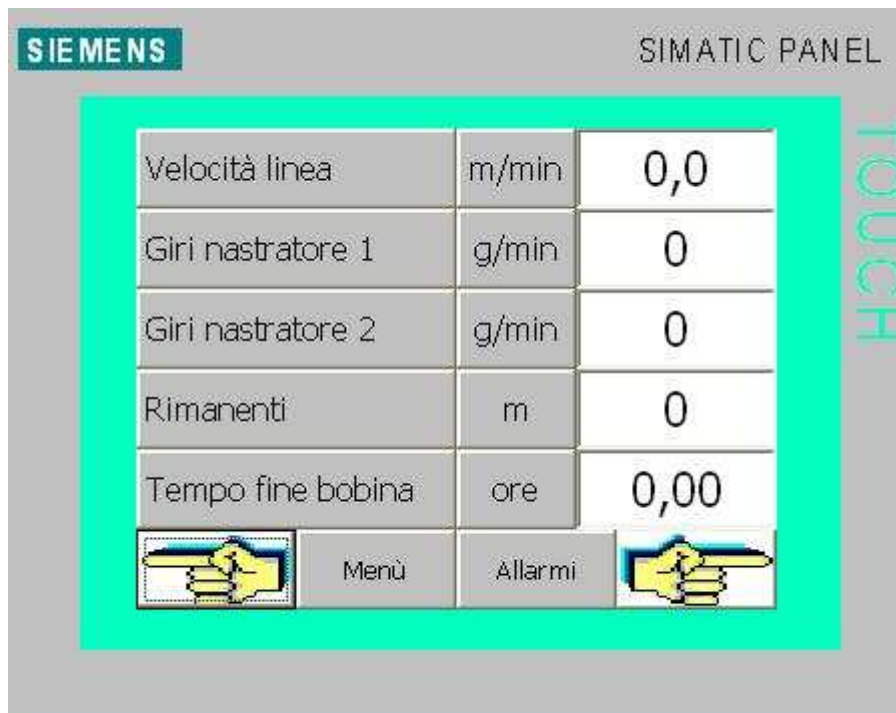 SIEMENS
SIMATIC PANEL
TOUCH
Velocità linea m/min 0,0
Giri nastratore 1 g/min 0
Giri nastratore 2 g/min 0
Rimanenti m 0
Tempo fine bobina ore 0,00
Menù Allarmi